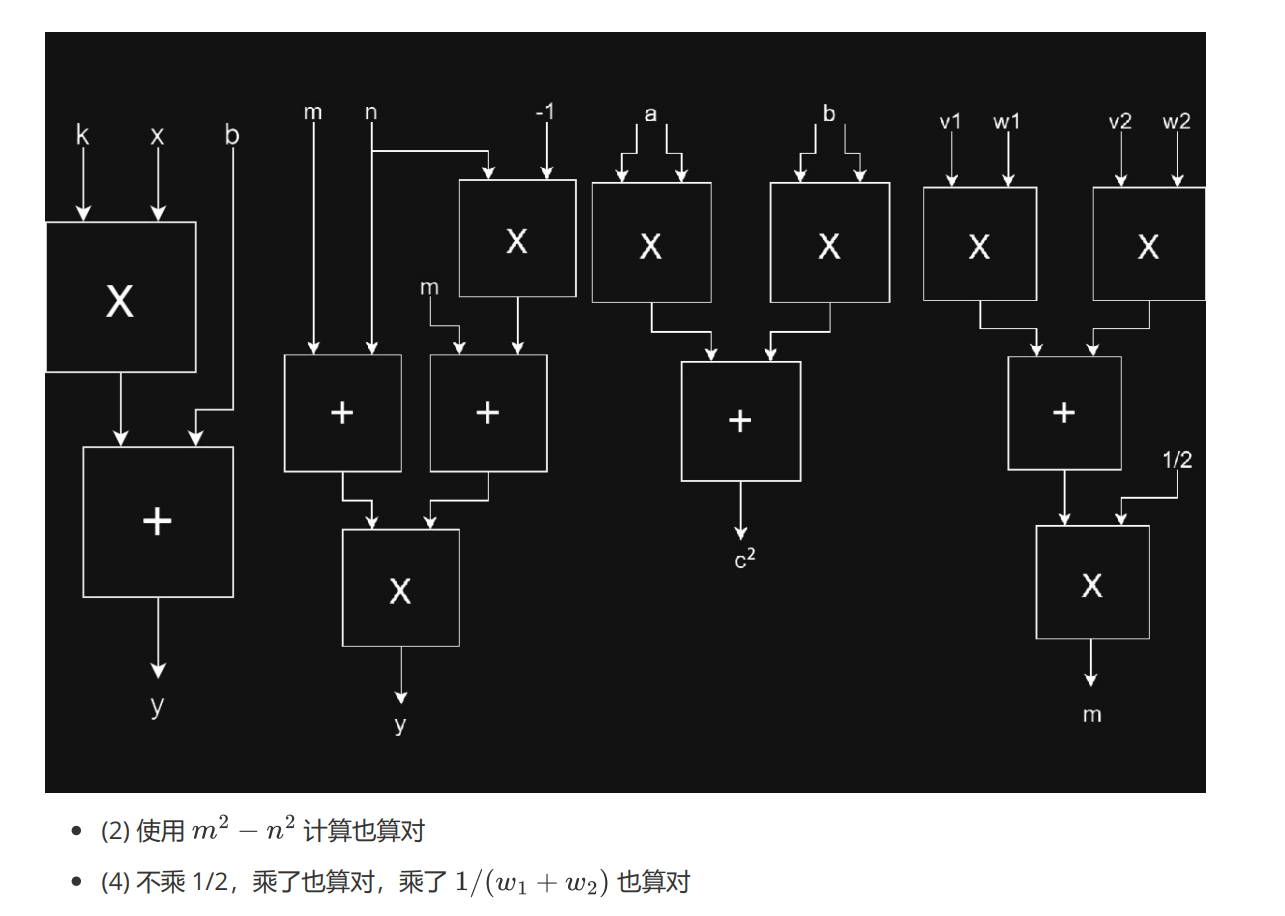 m n -1 a b
k x b v1 w1 v2 w2
X X X X
m
X
+ + + +
1/2
+ X X
c²
y y m
• (2) 使用 m² − n² 计算也算对
• (4) 不乘 1/2，乘了也算对，乘了 1/(w₁ + w₂) 也算对